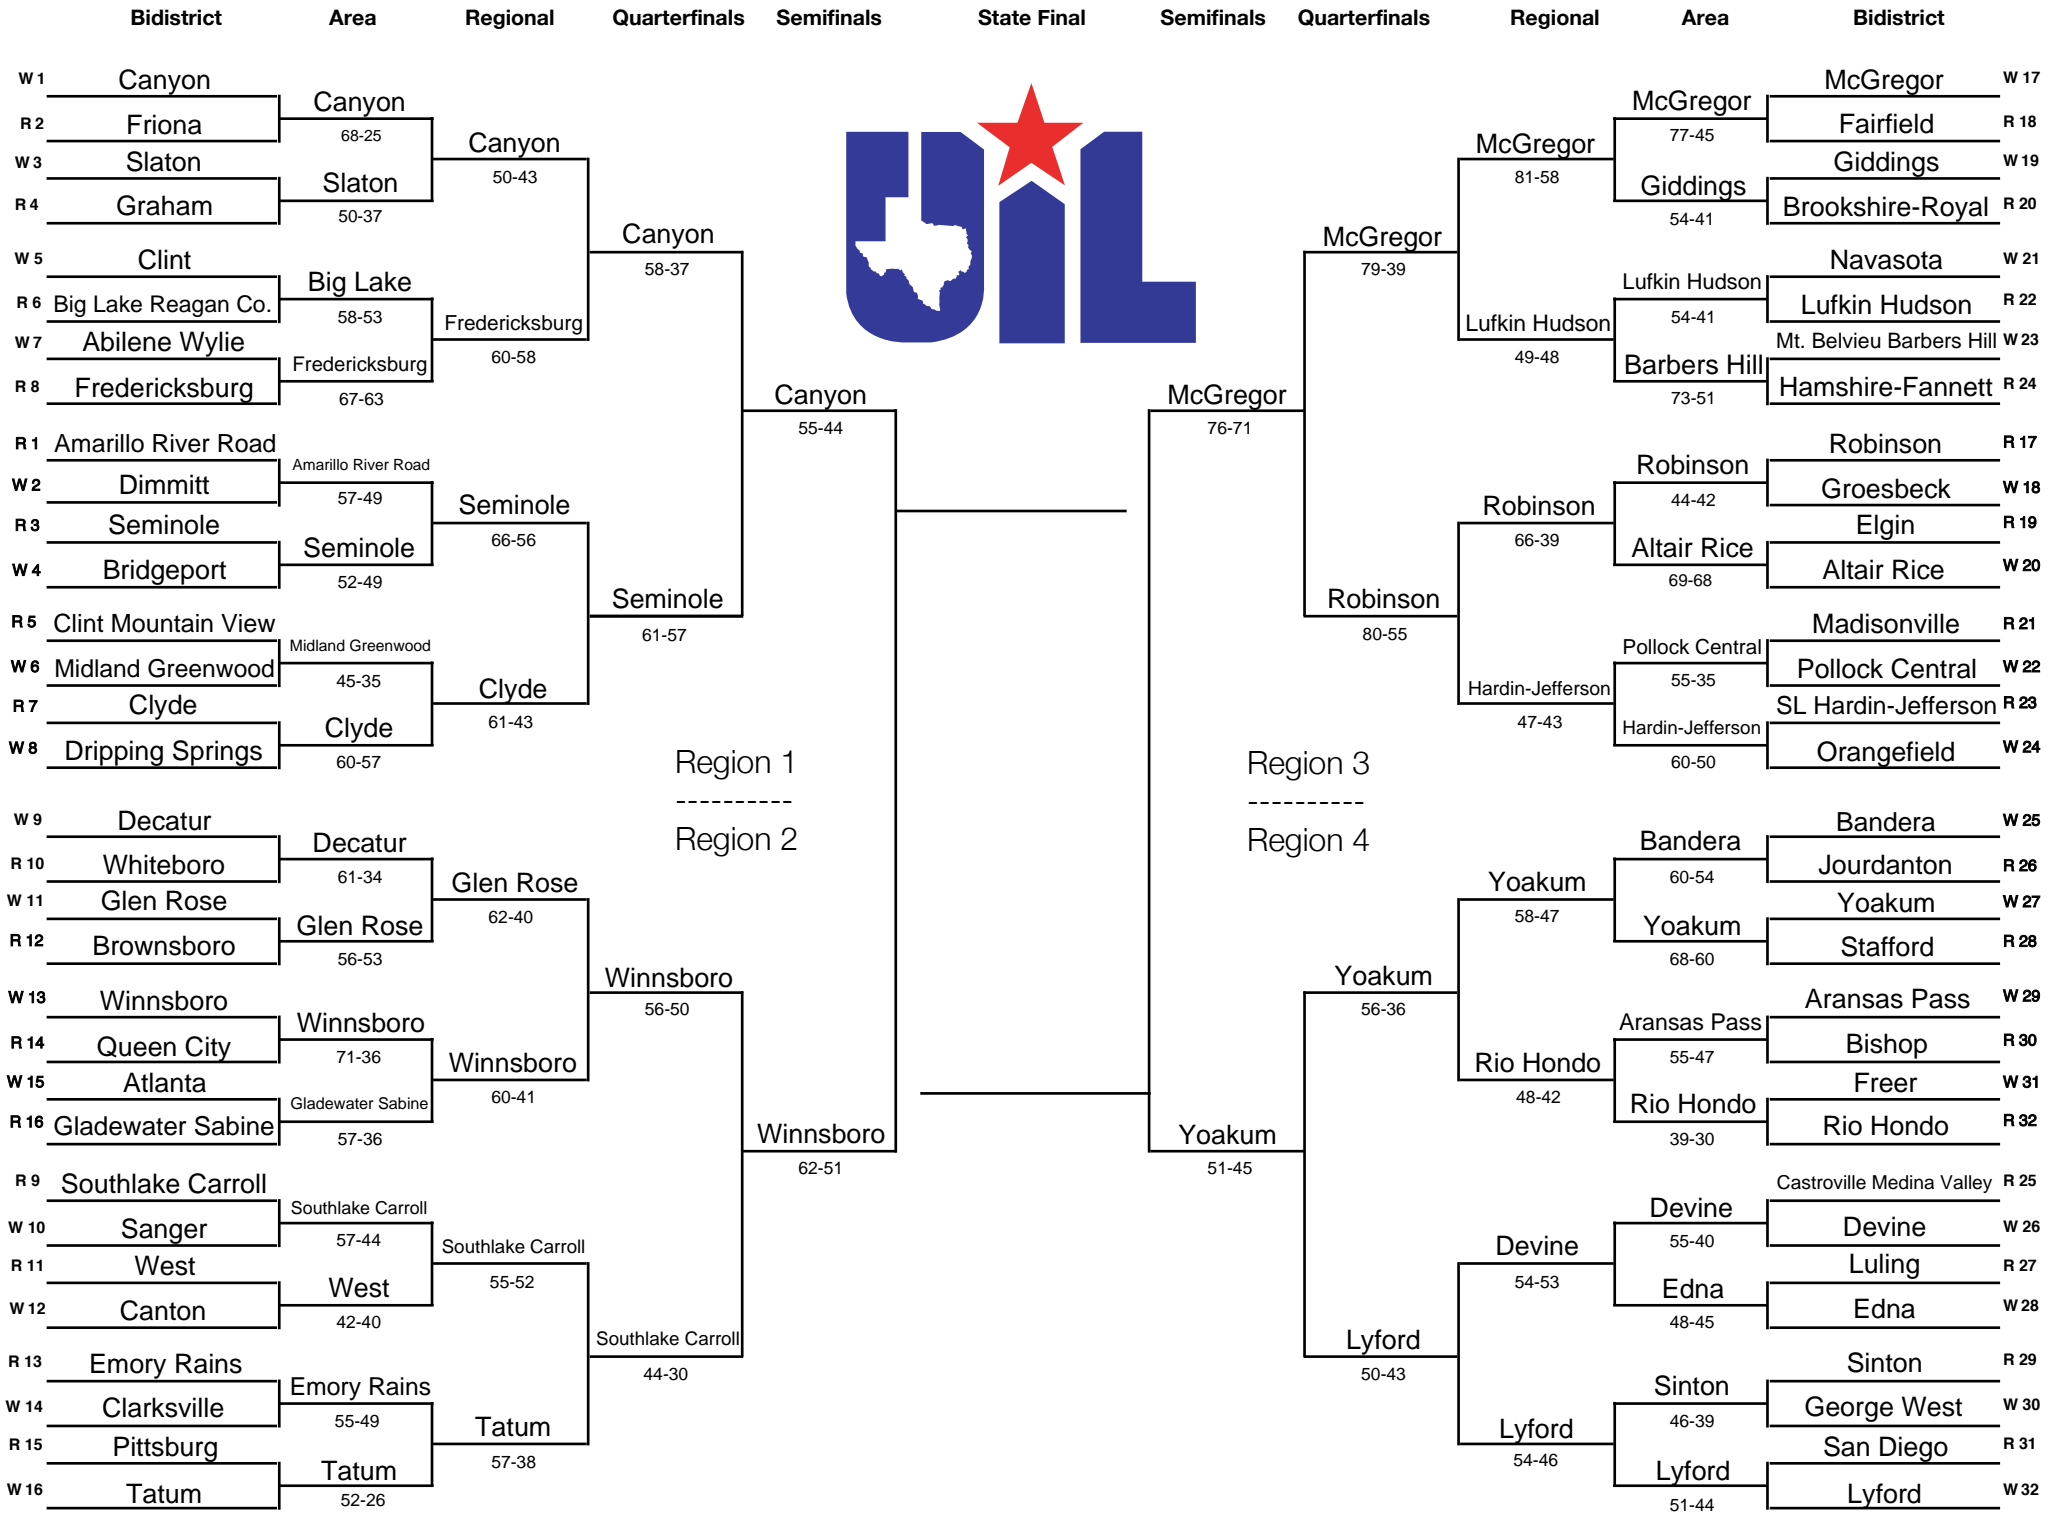 Bidistrict Area Regional Quarterfinals Semifinals State Final Semifinals Quarterfinals Regional Area Bidistrict
W 1 Canyon
Canyon
R 2 Friona
68-25
Canyon
W 3 Slaton
50-43
Slaton
R 4 Graham
50-37
Canyon
58-37
W 5 Clint
Big Lake
R 6 Big Lake Reagan Co.
58-53
Fredericksburg
W 7 Abilene Wylie
60-58
Fredericksburg
R 8 Fredericksburg
67-63
Canyon
55-44
R 1 Amarillo River Road
Amarillo River Road
W 2 Dimmitt
57-49
Seminole
R 3 Seminole
66-56
Seminole
W 4 Bridgeport
52-49
Seminole
61-57
R 5 Clint Mountain View
Midland Greenwood
W 6 Midland Greenwood
45-35
Clyde
R 7 Clyde
61-43
Clyde
W 8 Dripping Springs
60-57
Region 1
----------
Region 2
W 9 Decatur
Decatur
R 10 Whiteboro
61-34
Glen Rose
W 11 Glen Rose
62-40
Glen Rose
R 12 Brownsboro
56-53
Winnsboro
56-50
W 13 Winnsboro
Winnsboro
R 14 Queen City
71-36
Winnsboro
W 15 Atlanta
60-41
Gladewater Sabine
R 16 Gladewater Sabine
57-36
Winnsboro
62-51
R 9 Southlake Carroll
Southlake Carroll
W 10 Sanger
57-44
Southlake Carroll
R 11 West
55-52
West
W 12 Canton
42-40
Southlake Carroll
44-30
R 13 Emory Rains
Emory Rains
W 14 Clarksville
55-49
Tatum
R 15 Pittsburg
57-38
Tatum
W 16 Tatum
52-26
UIL
McGregor W 17
McGregor
Fairfield R 18
77-45
McGregor
Giddings W 19
81-58
Giddings
Brookshire-Royal R 20
54-41
McGregor
79-39
Navasota W 21
Lufkin Hudson
Lufkin Hudson R 22
54-41
Lufkin Hudson
Mt. Belvieu Barbers Hill W 23
49-48
Barbers Hill
Hamshire-Fannett R 24
73-51
McGregor
76-71
Robinson R 17
Robinson
Groesbeck W 18
44-42
Robinson
Elgin R 19
66-39
Altair Rice
Altair Rice W 20
69-68
Robinson
80-55
Madisonville R 21
Pollock Central
Pollock Central W 22
55-35
Hardin-Jefferson
SL Hardin-Jefferson R 23
47-43
Hardin-Jefferson
Orangefield W 24
60-50
Region 3
----------
Region 4
Bandera W 25
Bandera
Jourdanton R 26
60-54
Yoakum
Yoakum W 27
58-47
Yoakum
Stafford R 28
68-60
Yoakum
56-36
Aransas Pass W 29
Aransas Pass
Bishop R 30
55-47
Rio Hondo
Freer W 31
48-42
Rio Hondo
Rio Hondo R 32
39-30
Yoakum
51-45
Castroville Medina Valley R 25
Devine
Devine W 26
55-40
Devine
Luling R 27
54-53
Edna
Edna W 28
48-45
Lyford
50-43
Sinton R 29
Sinton
George West W 30
46-39
Lyford
San Diego R 31
54-46
Lyford
Lyford W 32
51-44